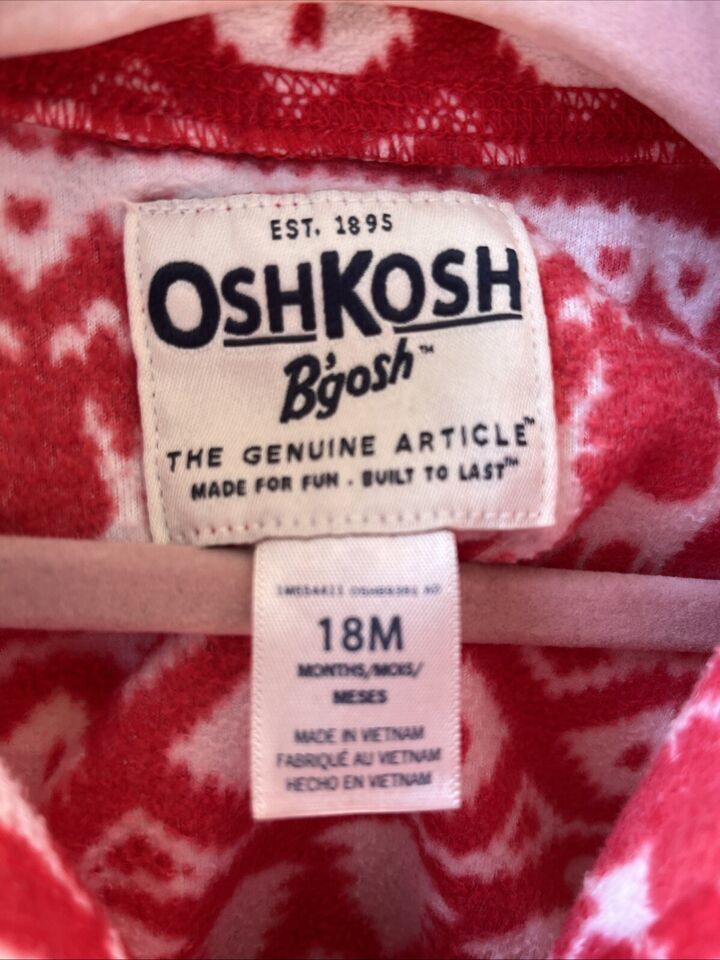 EST. 1895
OSHKOSH
B'gosh™
THE GENUINE ARTICLE™
MADE FOR FUN . BUILT TO LAST™
18M
MONTHS/MOIS/
MESES
MADE IN VIETNAM
FABRIQUÉ AU VIETNAM
HECHO EN VIETNAM